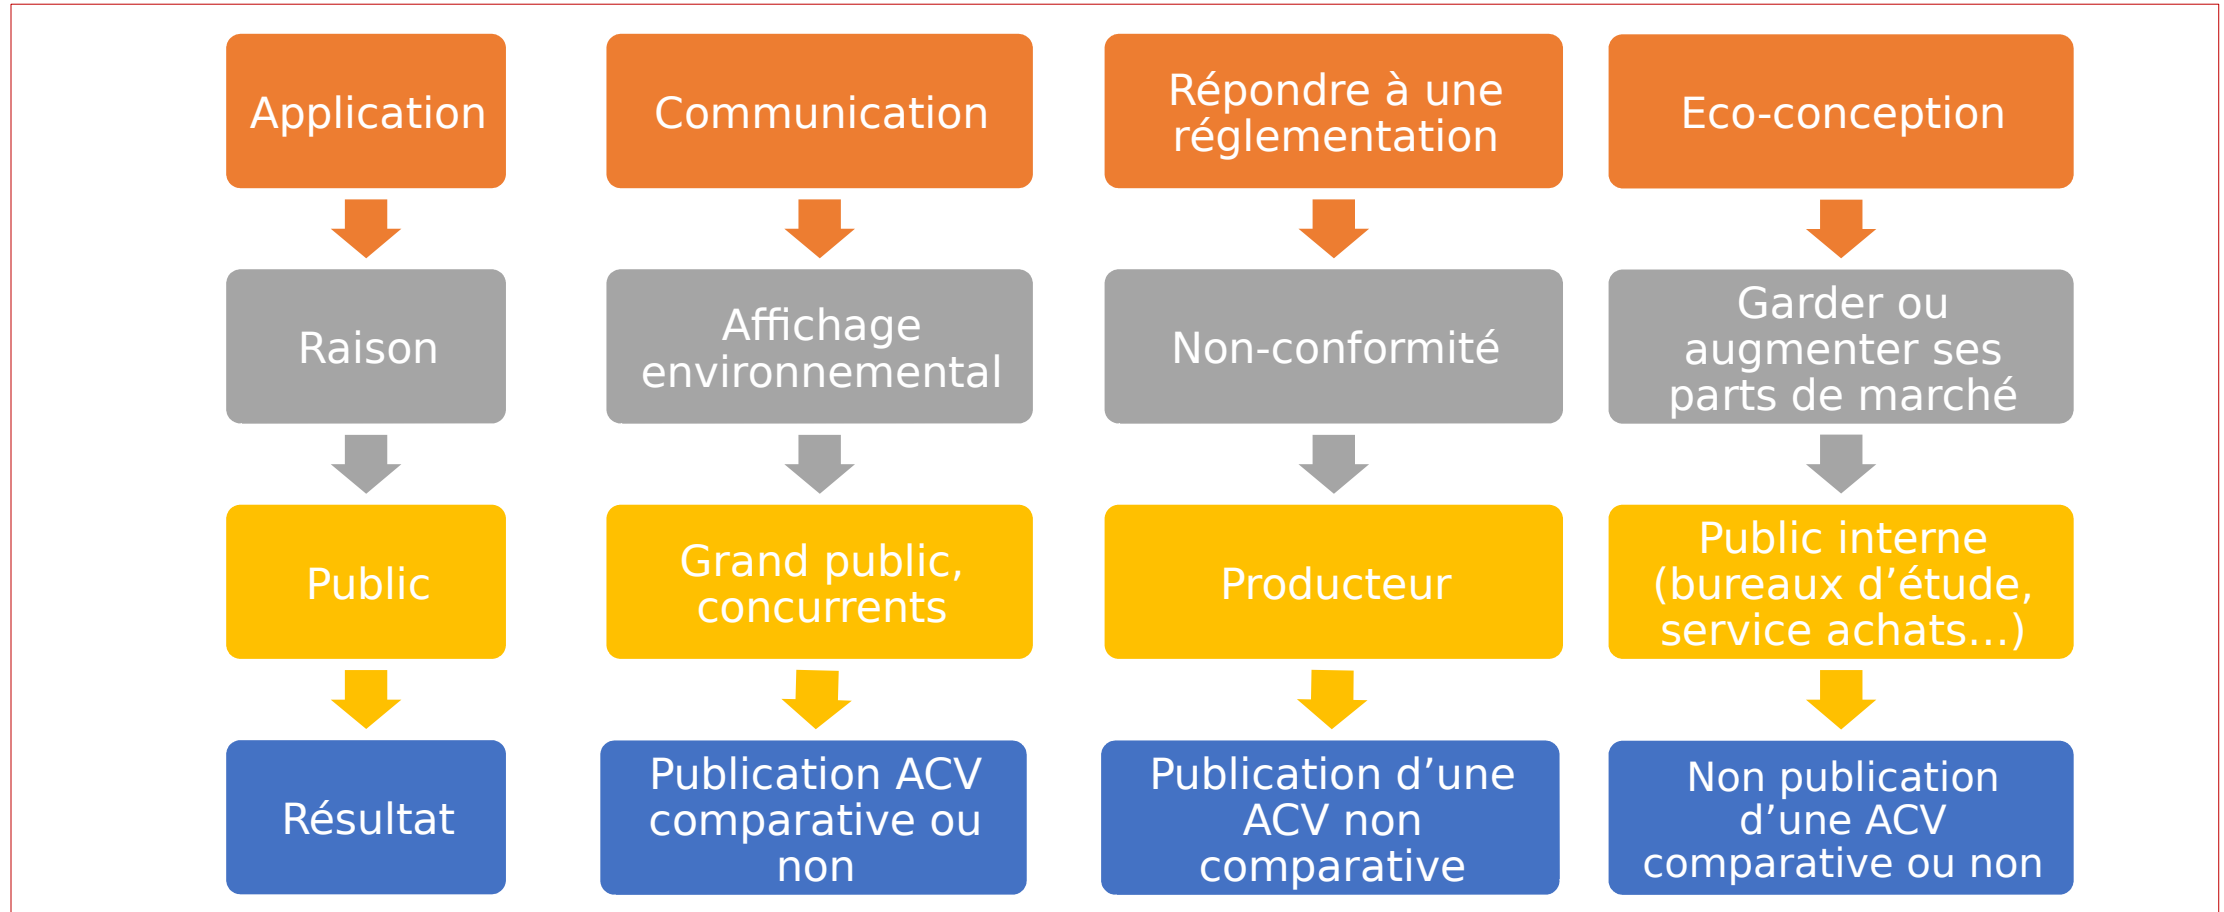 Application
Communication
Répondre à une
réglementation
Eco-conception
Raison
Affichage
environnemental
Non-conformité
Garder ou
augmenter ses
parts de marché
Public
Grand public,
concurrents
Producteur
Public interne
(bureaux d’étude,
service achats…)
Résultat
Publication ACV
comparative ou
non
Publication d’une
ACV non
comparative
Non publication
d’une ACV
comparative ou non